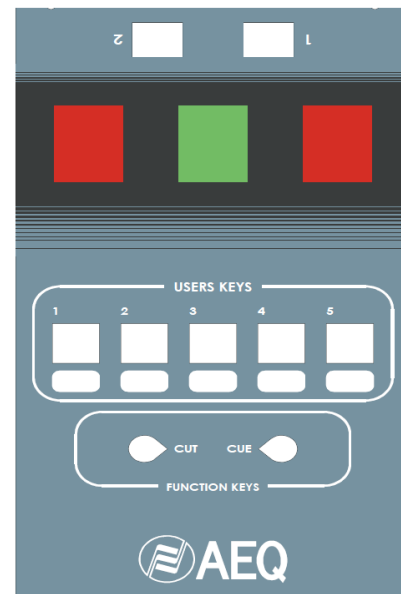 2 1
USERS KEYS
1 2 3 4 5
CUT CUE
FUNCTION KEYS
AEQ